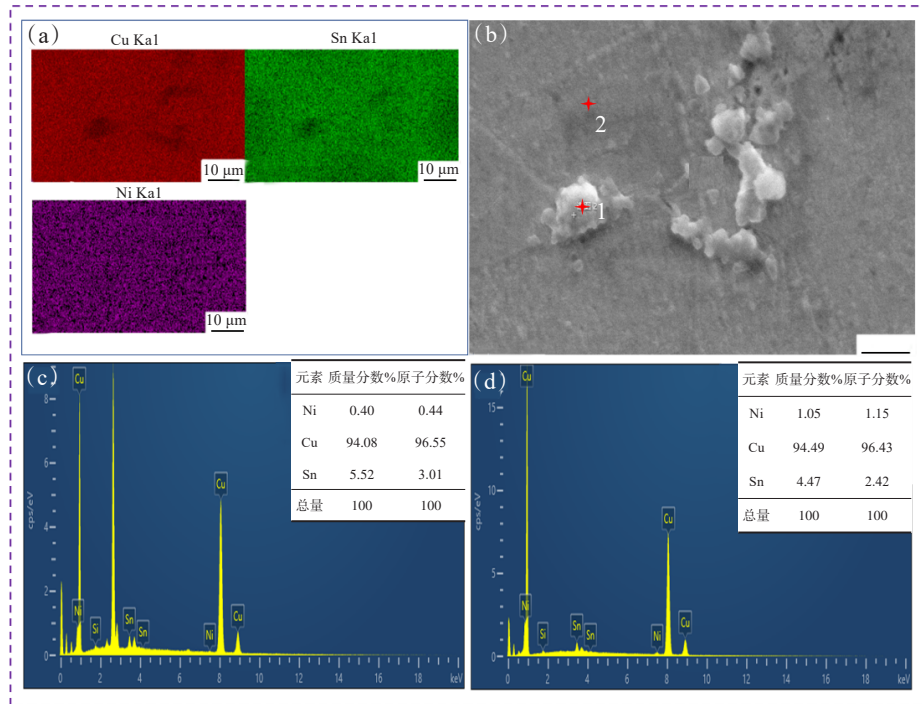 (a)
Cu Ka1
Sn Ka1
10 μm
10 μm
Ni Ka1
10 μm
(b)
2
1
(c)
Cu
元素 质量分数% 原子分数%
Ni 0.40 0.44
Cu 94.08 96.55
Sn 5.52 3.01
总量 100 100
8
6
4
2
0
cps/eV
Cu
Ni
Si
Sn
Sn
Ni
Cu
0 2 4 6 8 10 12 14 16 18 keV
(d)
Cu
元素 质量分数% 原子分数%
Ni 1.05 1.15
Cu 94.49 96.43
Sn 4.47 2.42
总量 100 100
15
10
5
0
cps/eV
Cu
Ni
Si
Sn
Sn
Ni
Cu
0 2 4 6 8 10 12 14 16 18 keV